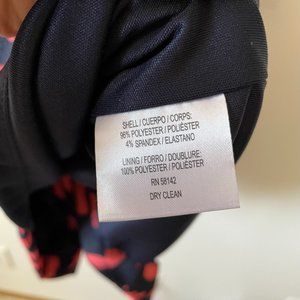 SHELL / CUERPO / CORPS:
96% POLYESTER / POLIÉSTER
4% SPANDEX / ELASTANO
LINING / FORRO / DOUBLURE:
100% POLYESTER / POLIÉSTER
RN 58142
DRY CLEAN